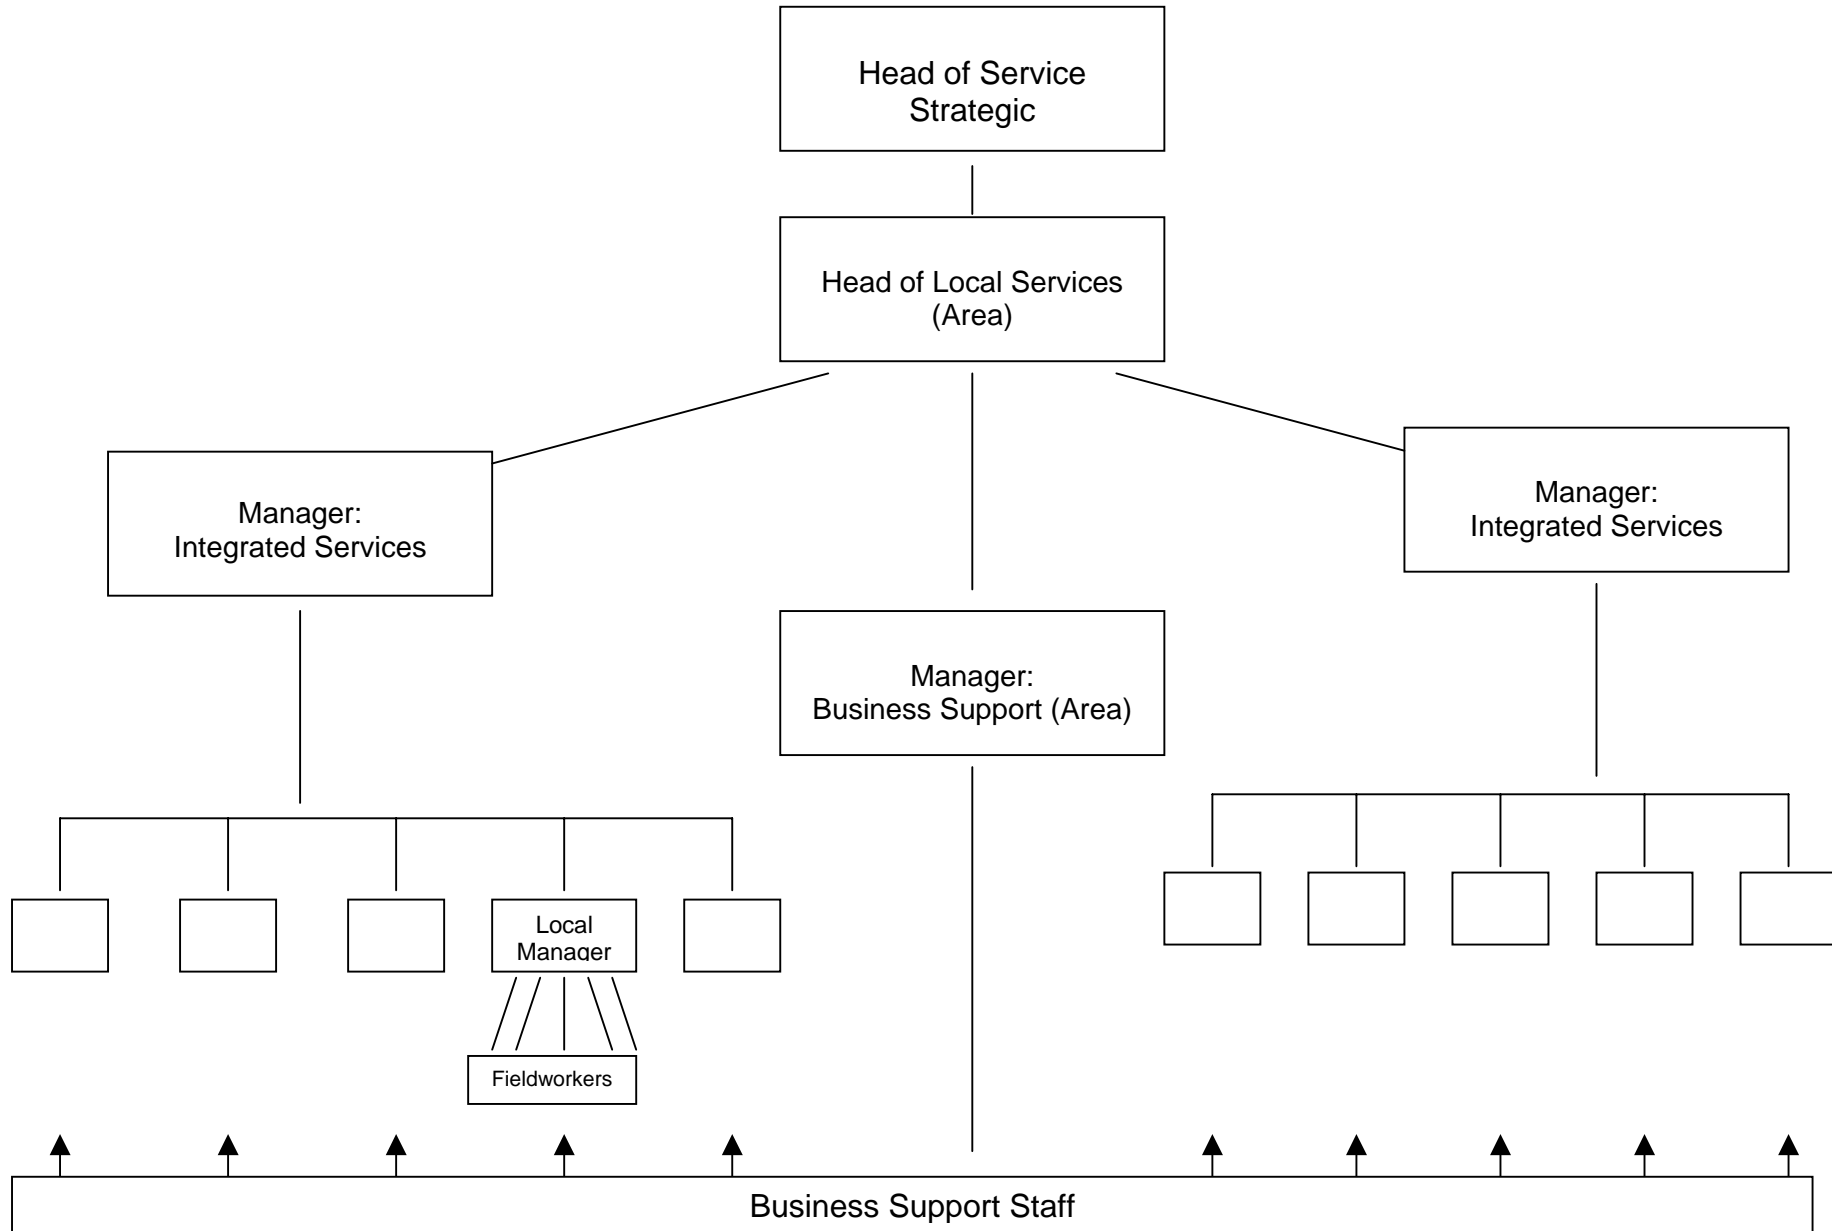 Head of Service
Strategic
Head of Local Services
(Area)
Manager:
Integrated Services
Manager:
Integrated Services
Manager:
Business Support (Area)
Local
Manager
Fieldworkers
Business Support Staff